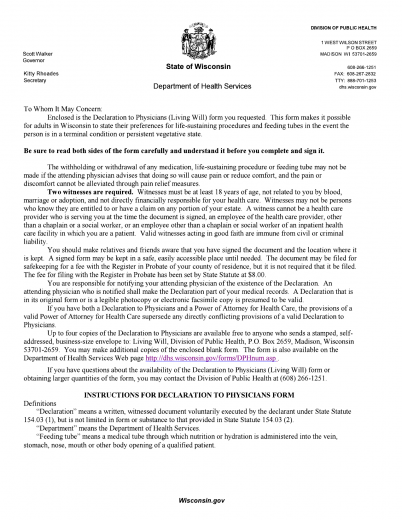 DIVISION OF PUBLIC HEALTH
1 WEST WILSON STREET
P O BOX 2659
MADISON WI 53701-2659
Scott Walker
Governor
State of Wisconsin
608-266-1251
FAX: 608-267-2832
TTY: 888-701-1253
dhs.wisconsin.gov
Kitty Rhoades
Secretary
Department of Health Services
To Whom It May Concern:
Enclosed is the Declaration to Physicians (Living Will) form you requested. This form makes it possible
for adults in Wisconsin to state their preferences for life-sustaining procedures and feeding tubes in the event the
person is in a terminal condition or persistent vegetative state.
Be sure to read both sides of the form carefully and understand it before you complete and sign it.
The withholding or withdrawal of any medication, life-sustaining procedure or feeding tube may not be
made if the attending physician advises that doing so will cause pain or reduce comfort, and the pain or
discomfort cannot be alleviated through pain relief measures.
Two witnesses are required. Witnesses must be at least 18 years of age, not related to you by blood,
marriage or adoption, and not directly financially responsible for your health care. Witnesses may not be persons
who know they are entitled to or have a claim on any portion of your estate. A witness cannot be a health care
provider who is serving you at the time the document is signed, an employee of the health care provider, other
than a chaplain or a social worker, or an employee other than a chaplain or social worker of an inpatient health
care facility in which you are a patient. Valid witnesses acting in good faith are immune from civil or criminal
liability.
You should make relatives and friends aware that you have signed the document and the location where it
is kept. A signed form may be kept in a safe, easily accessible place until needed. The document may be filed for
safekeeping for a fee with the Register in Probate of your county of residence, but it is not required that it be filed.
The fee for filing with the Register in Probate has been set by State Statute at $8.00.
You are responsible for notifying your attending physician of the existence of the Declaration. An
attending physician who is notified shall make the Declaration part of your medical records. A Declaration that is
in its original form or is a legible photocopy or electronic facsimile copy is presumed to be valid.
If you have both a Declaration to Physicians and a Power of Attorney for Health Care, the provisions of a
valid Power of Attorney for Health Care supersede any directly conflicting provisions of a valid Declaration to
Physicians.
Up to four copies of the Declaration to Physicians are available free to anyone who sends a stamped, self-
addressed, business-size envelope to: Living Will, Division of Public Health, P.O. Box 2659, Madison, Wisconsin
53701-2659. You may make additional copies of the enclosed blank form. The form is also available on the
Department of Health Services Web page http://dhs.wisconsin.gov/forms/DPHnum.asp .
If you have questions about the availability of the Declaration to Physicians (Living Will) form or
obtaining larger quantities of the form, you may contact the Division of Public Health at (608) 266-1251.
INSTRUCTIONS FOR DECLARATION TO PHYSICIANS FORM
Definitions
"Declaration" means a written, witnessed document voluntarily executed by the declarant under State Statute
154.03 (1), but is not limited in form or substance to that provided in State Statute 154.03 (2).
"Department" means the Department of Health Services.
"Feeding tube" means a medical tube through which nutrition or hydration is administered into the vein,
stomach, nose, mouth or other body opening of a qualified patient.
Wisconsin.gov